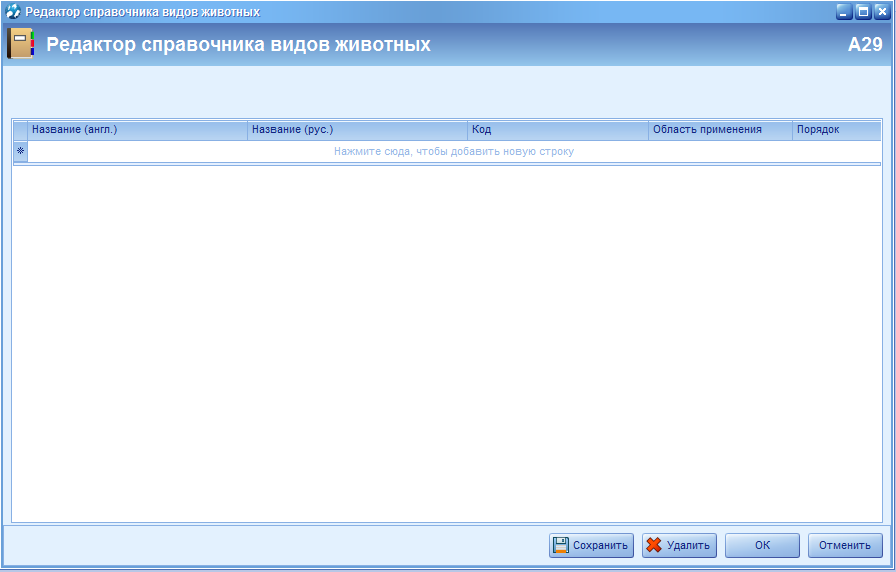 Редактор справочника видов животных
Редактор справочника видов животных A29
Название (англ.) Название (рус.) Код Область применения Порядок
Нажмите сюда, чтобы добавить новую строку
Сохранить Удалить ОК Отменить